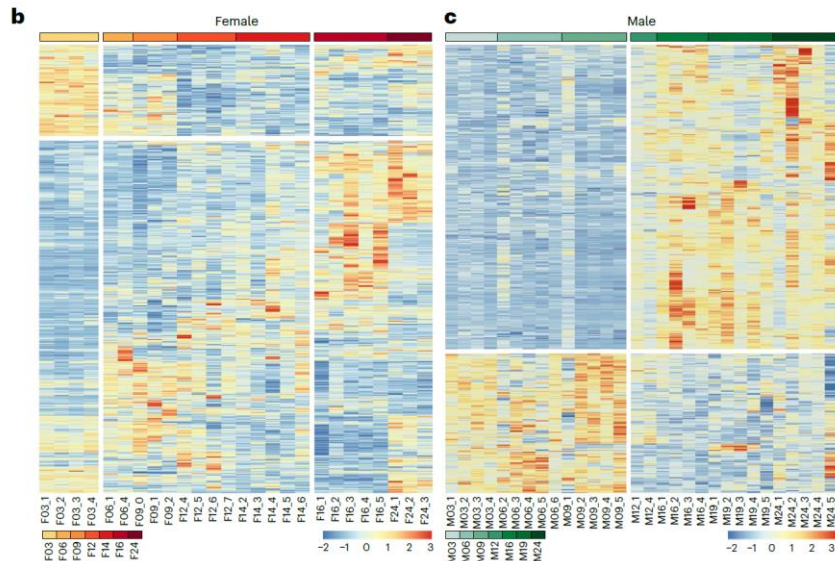 b
Female
F03_1
F03_2
F03_3
F03_4
F06_1
F06_4
F09_0
F09_1
F09_2
F12_4
F12_5
F12_6
F12_7
F14_2
F14_3
F14_4
F14_5
F14_6
F16_1
F16_2
F16_3
F16_4
F16_5
F24_1
F24_2
F24_3
F03
F06
F09
F12
F14
F16
F24
−2 −1 0 1 2 3
c
Male
M03_1
M03_2
M03_3
M03_4
M06_2
M06_3
M06_4
M06_5
M06_6
M09_1
M09_2
M09_3
M09_4
M09_5
M12_1
M12_4
M16_1
M16_2
M16_3
M16_4
M19_1
M19_2
M19_3
M19_4
M19_5
M24_1
M24_2
M24_3
M24_4
M03
M06
M09
M12
M16
M19
M24
−2 −1 0 1 2 3